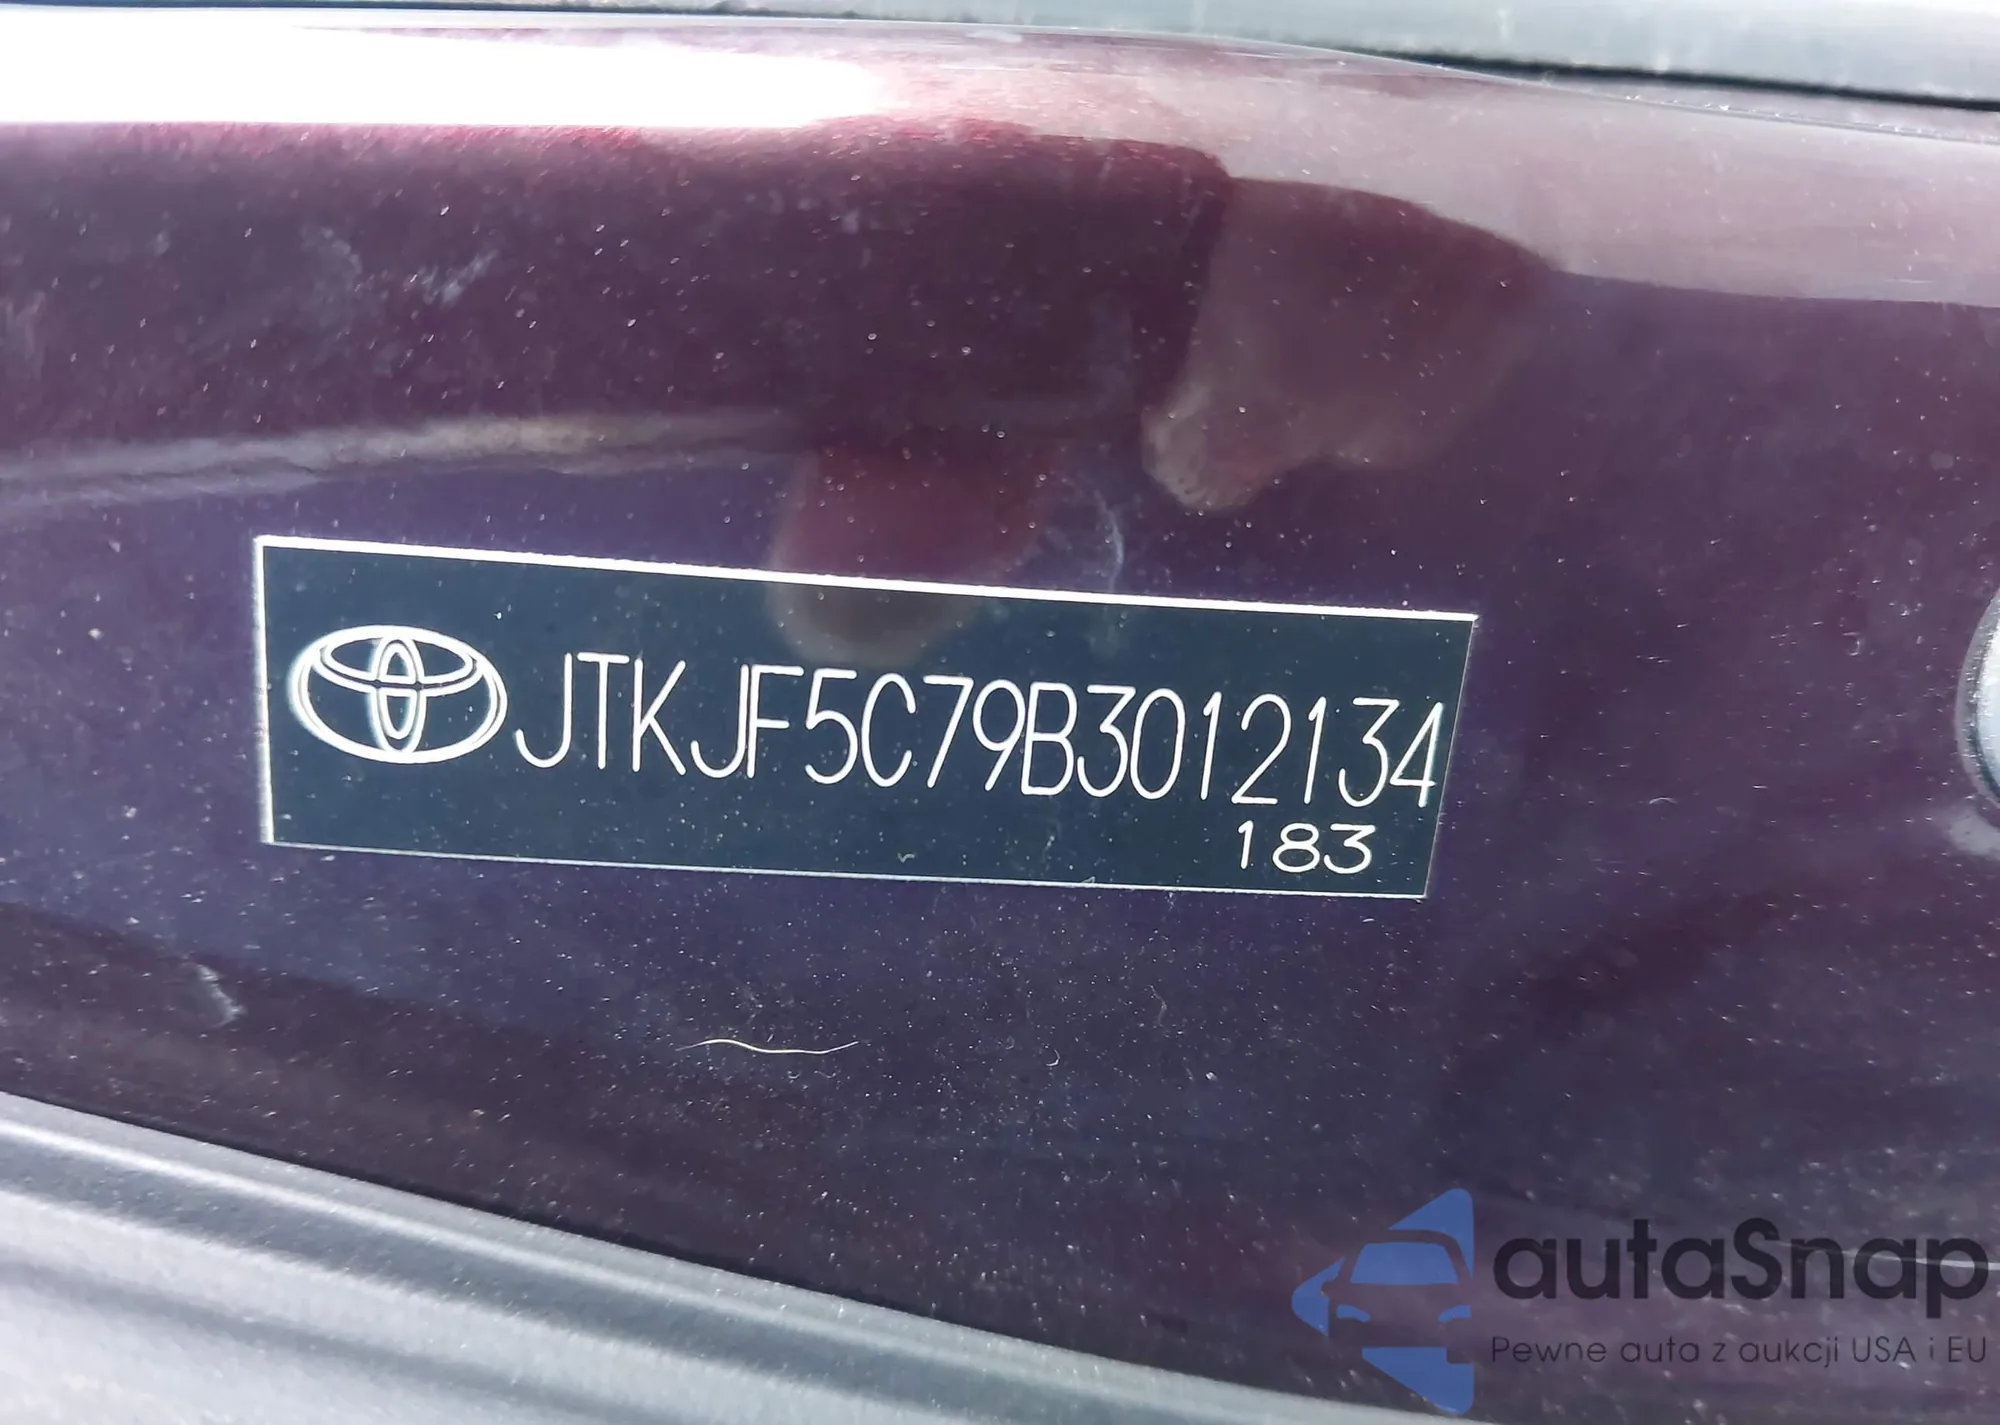 JTKJF5C79B3012134
183
autaSnap
Pewne auta z aukcji USA i EU